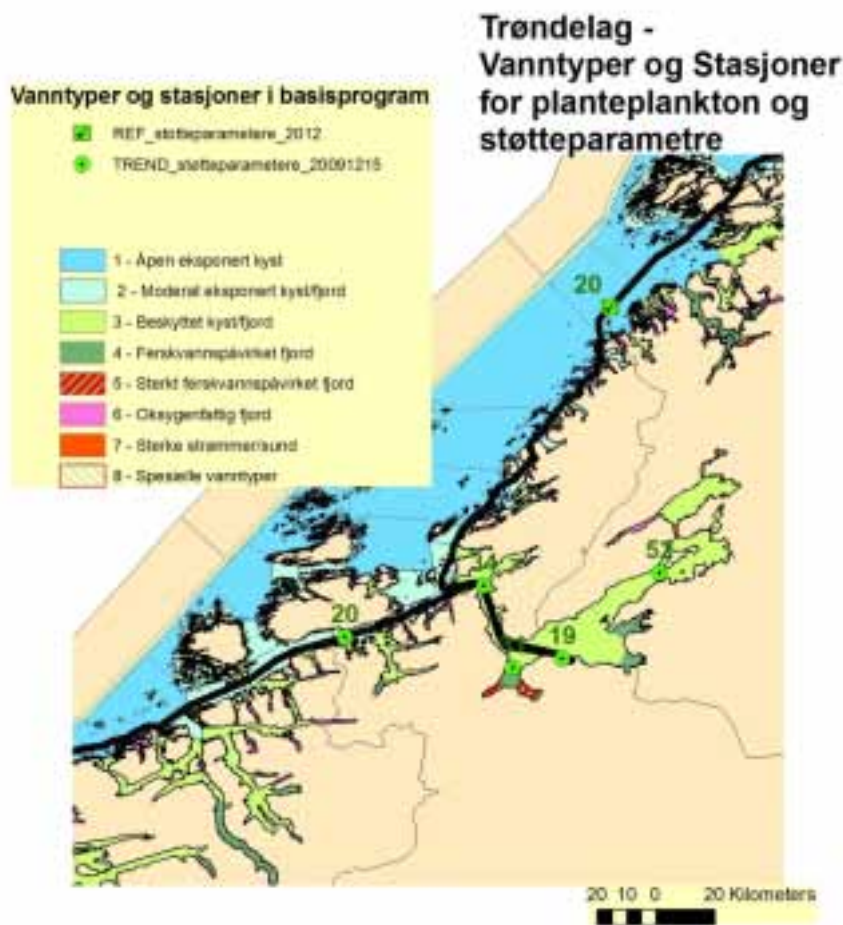 Trøndelag -
Vanntyper og Stasjoner
for planteplankton og
støtteparametre
Vanntyper og stasjoner i basisprogram
REF_støtteparametere_2012
TREND_støtteparametere_20091215
1 - Åpen eksponert kyst
2 - Moderat eksponert kyst/fjord
3 - Beskyttet kyst/fjord
4 - Ferskvannspåvirket fjord
5 - Sterkt ferskvannspåvirket fjord
6 - Oksygenfattig fjord
7 - Sterke strømmer/sund
8 - Spesielle vanntyper
20
20
19
20 10 0 20 Kilometers